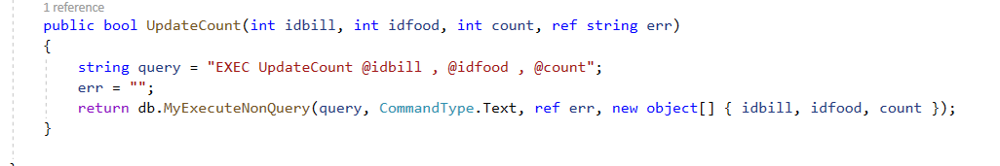 1 reference
public bool UpdateCount(int idbill, int idfood, int count, ref string err)
{
string query = "EXEC UpdateCount @idbill , @idfood , @count";
err = "";
return db.MyExecuteNonQuery(query, CommandType.Text, ref err, new object[] { idbill, idfood, count });
}